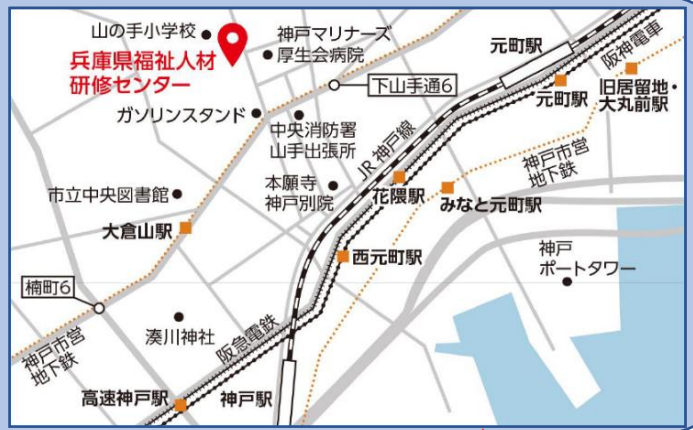 山の手小学校
神戸マリナーズ
厚生会病院
元町駅
阪神電車
兵庫県福祉人材
研修センター
下山手通6
元町駅
旧居留地・
大丸前駅
ガソリンスタンド
中央消防署
山手出張所
JR神戸線
神戸市営
地下鉄
市立中央図書館
本願寺
神戸別院
花隈駅
みなと元町駅
大倉山駅
西元町駅
神戸
ポートタワー
楠町6
湊川神社
阪急電鉄
神戸市営
地下鉄
高速神戸駅
神戸駅